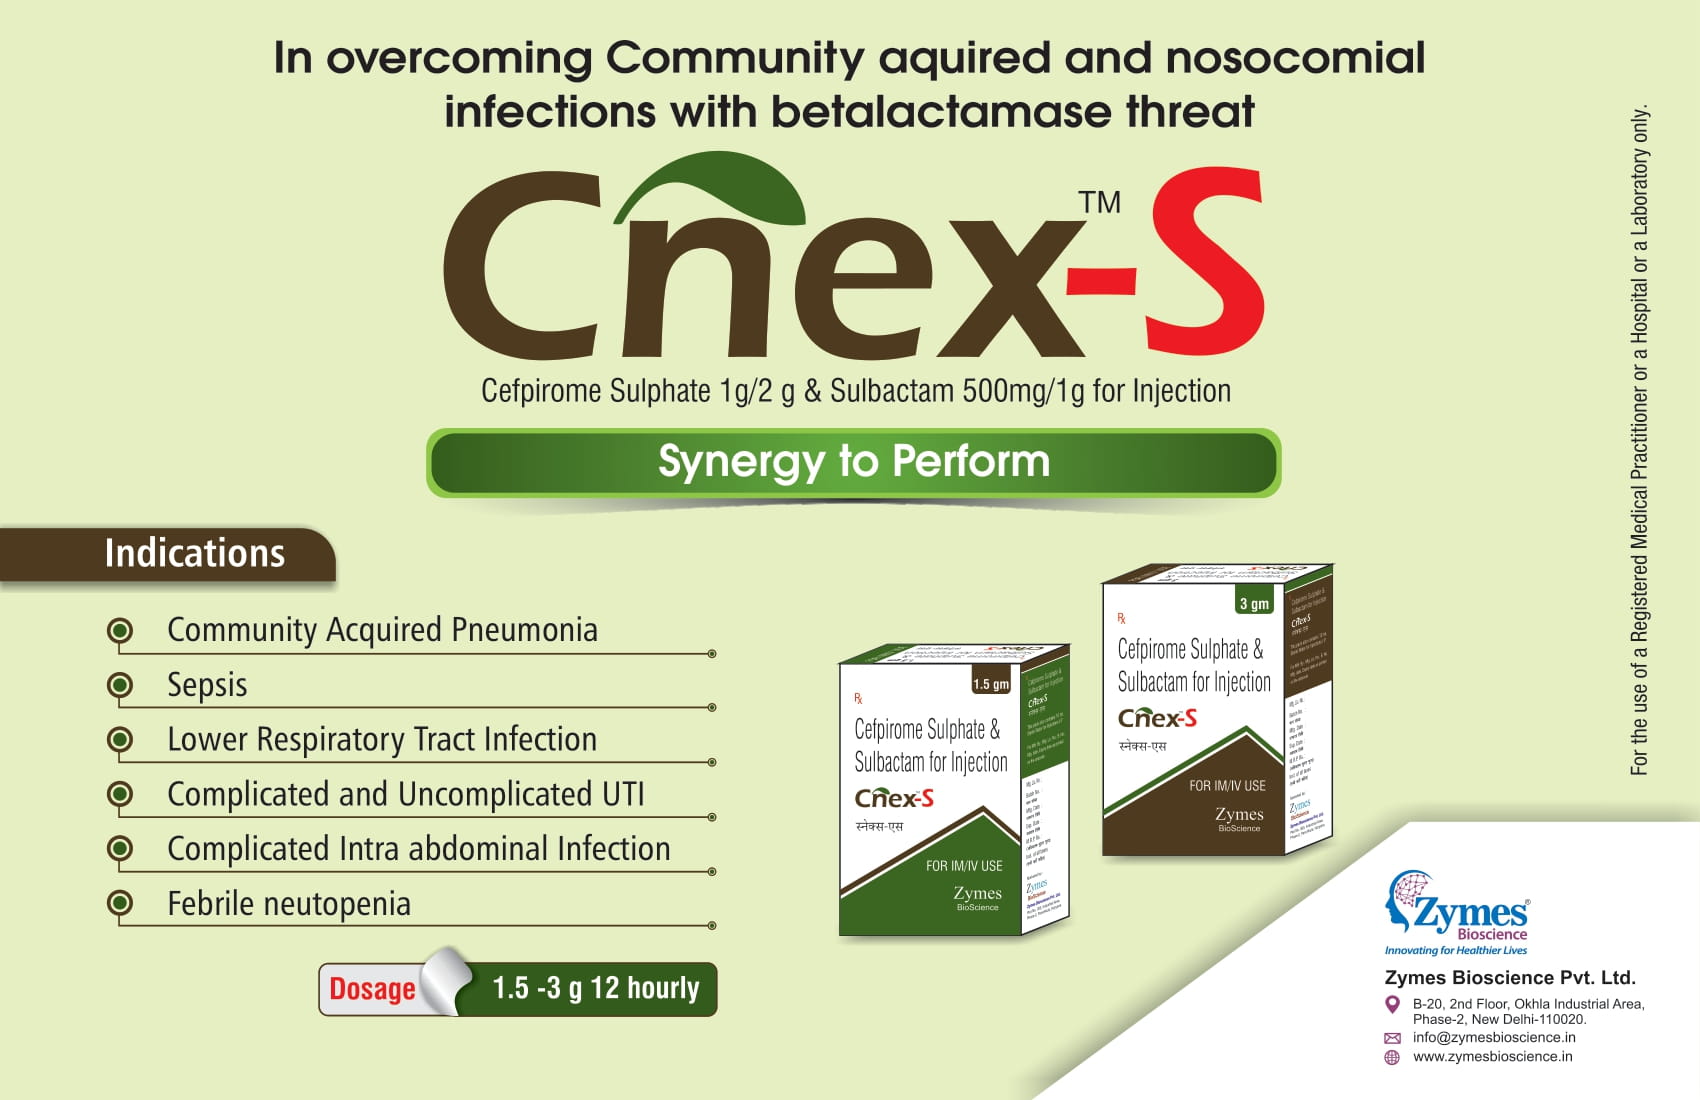 In overcoming Community aquired and nosocomial
infections with betalactamase threat
Cnex-S™
Cefpirome Sulphate 1g/2 g & Sulbactam 500mg/1g for Injection
Synergy to Perform
For the use of a Registered Medical Practitioner or a Hospital or a Laboratory only.
Indications
Community Acquired Pneumonia
Sepsis
Lower Respiratory Tract Infection
Complicated and Uncomplicated UTI
Complicated Intra abdominal Infection
Febrile neutopenia
Dosage
1.5 -3 g 12 hourly
1.5 gm
Rx
Cefpirome Sulphate &
Sulbactam for Injection
Cnex-S
स्नेक्स-एस
FOR IM/IV USE
Zymes
BioScience
3 gm
Rx
Cefpirome Sulphate &
Sulbactam for Injection
Cnex-S
स्नेक्स-एस
FOR IM/IV USE
Zymes
BioScience
Zymes®
Bioscience
Innovating for Healthier Lives
Zymes Bioscience Pvt. Ltd.
B-20, 2nd Floor, Okhla Industrial Area,
Phase-2, New Delhi-110020.
info@zymesbioscience.in
www.zymesbioscience.in